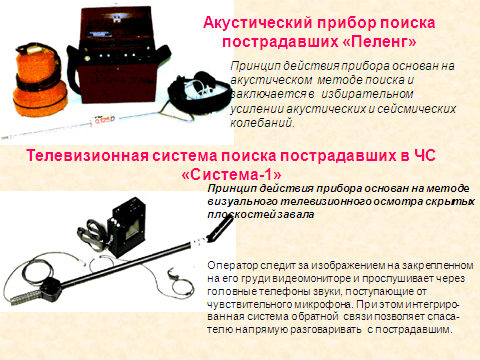 Акустический прибор поиска
пострадавших «Пеленг»
Принцип действия прибора основан на
акустическом методе поиска и
заключается в избирательном
усилении акустических и сейсмических
колебаний.
Телевизионная система поиска пострадавших в ЧС
«Система-1»
Принцип действия прибора основан на методе
визуального телевизионного осмотра скрытых
плоскостей завала
Оператор следит за изображением на закрепленном
на его груди видеомониторе и прослушивает через
головные телефоны звуки, поступающие от
чувствительного микрофона. При этом интегриро-
ванная система обратной связи позволяет спаса-
телю напрямую разговаривать с пострадавшим.